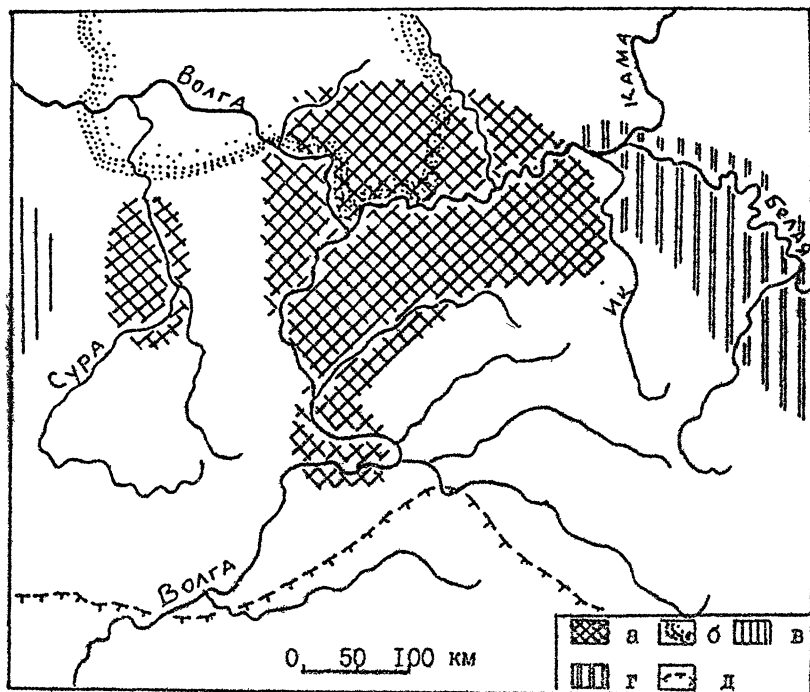 Волга
Кама
Белая
Ик
Сура
Волга
0 50 100 км
а б в
г д